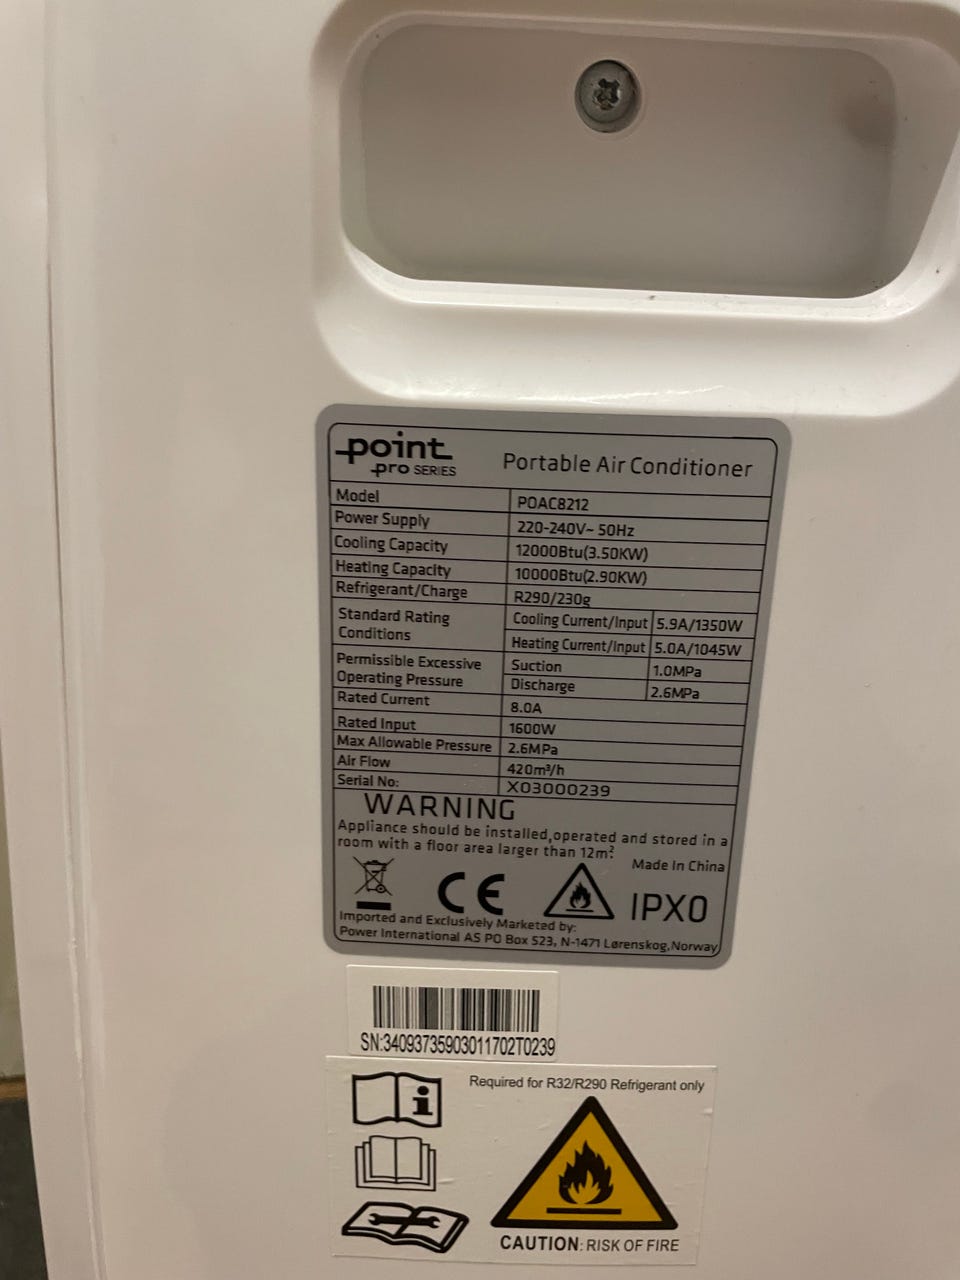 point
pro SERIES
Portable Air Conditioner
Model POAC8212
Power Supply 220-240V~ 50Hz
Cooling Capacity 12000Btu(3.50KW)
Heating Capacity 10000Btu(2.90KW)
Refrigerant/Charge R290/230g
Standard Rating Conditions Cooling Current/Input 5.9A/1350W
Heating Current/Input 5.0A/1045W
Permissible Excessive Operating Pressure Suction 1.0MPa
Discharge 2.6MPa
Rated Current 8.0A
Rated Input 1600W
Max Allowable Pressure 2.6MPa
Air Flow 420m³/h
Serial No: X03000239
WARNING
Appliance should be installed,operated and stored in a
room with a floor area larger than 12m².
Made In China
CE IPX0
Imported and Exclusively Marketed by:
Power International AS PO Box 523, N-1471 Lørenskog,Norway
SN:34093735903011702T0239
Required for R32/R290 Refrigerant only
CAUTION: RISK OF FIRE